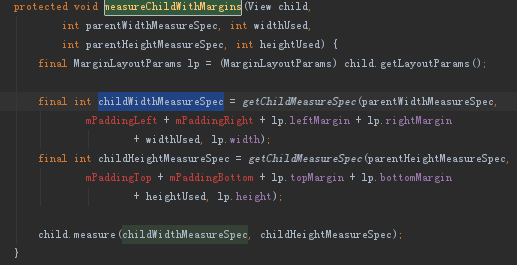 protected void measureChildWithMargins(View child,
        int parentWidthMeasureSpec, int widthUsed,
        int parentHeightMeasureSpec, int heightUsed) {
    final MarginLayoutParams lp = (MarginLayoutParams) child.getLayoutParams();

    final int childWidthMeasureSpec = getChildMeasureSpec(parentWidthMeasureSpec,
            mPaddingLeft + mPaddingRight + lp.leftMargin + lp.rightMargin
                    + widthUsed, lp.width);
    final int childHeightMeasureSpec = getChildMeasureSpec(parentHeightMeasureSpec,
            mPaddingTop + mPaddingBottom + lp.topMargin + lp.bottomMargin
                    + heightUsed, lp.height);

    child.measure(childWidthMeasureSpec, childHeightMeasureSpec);
}